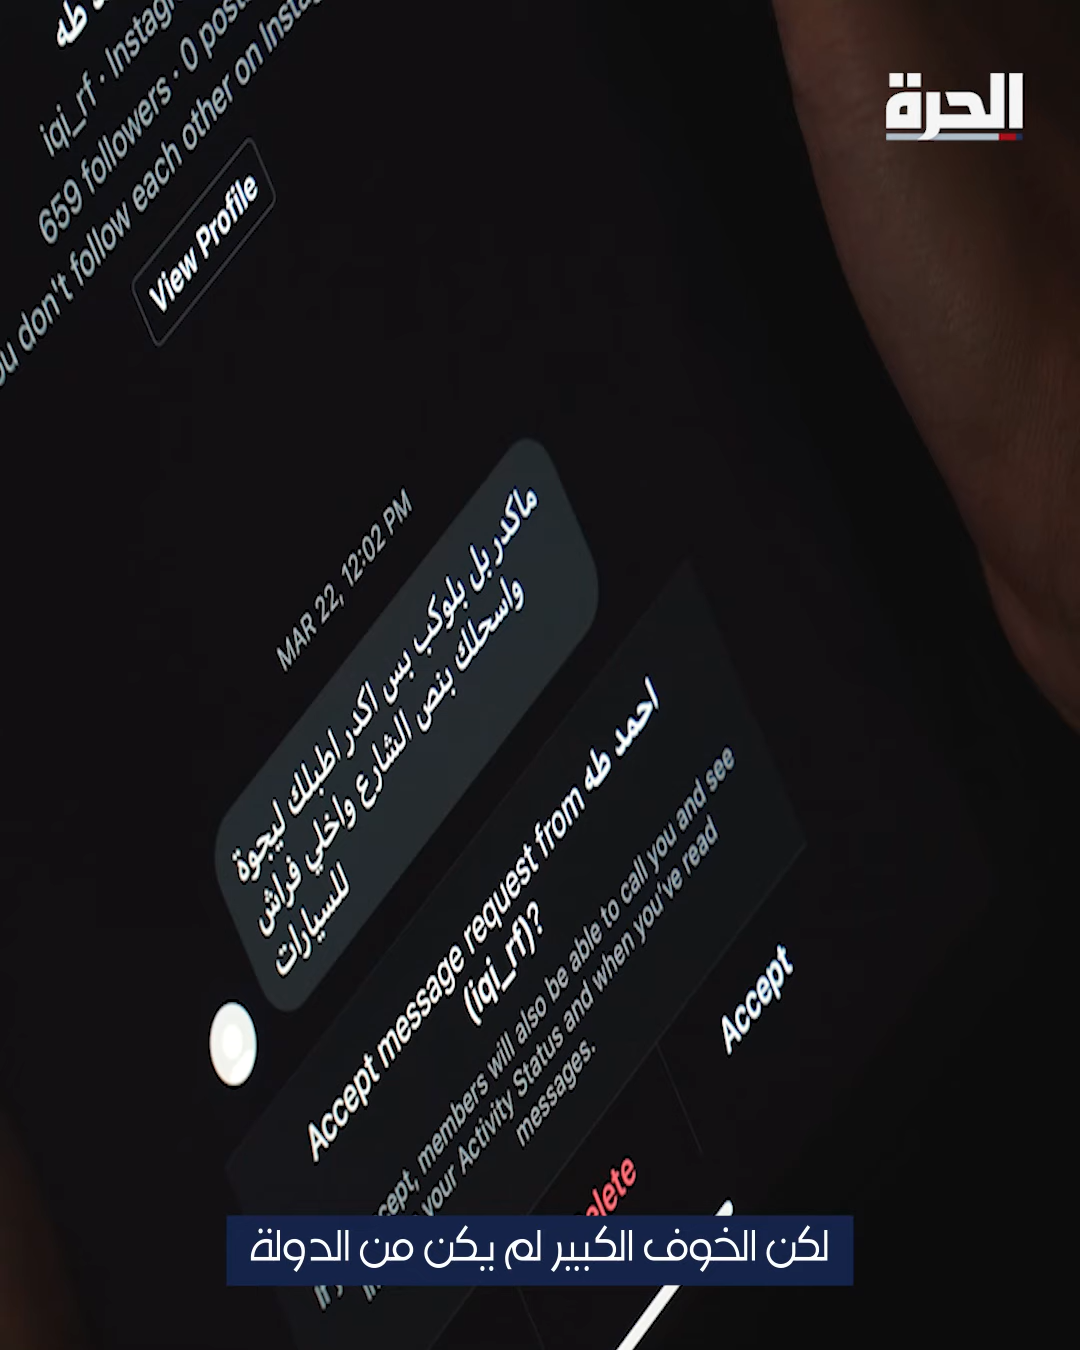 الحرة
iqi_rf · Instag
659 followers · 0 post
u don't follow each other on Insta
View Profile
MAR 22, 12:02 PM
ماكدر بل بلوكب بس اكدر اطبلك ليجوة
واسحلك بنص الشارع واخلي فراش
للسيارات
Accept message request from احمد طه
(iqi_rf)?
cept, members will also be able to call you and see
your Activity Status and when you've read
messages.
Accept
elete
لكن الخوف الكبير لم يكن من الدولة